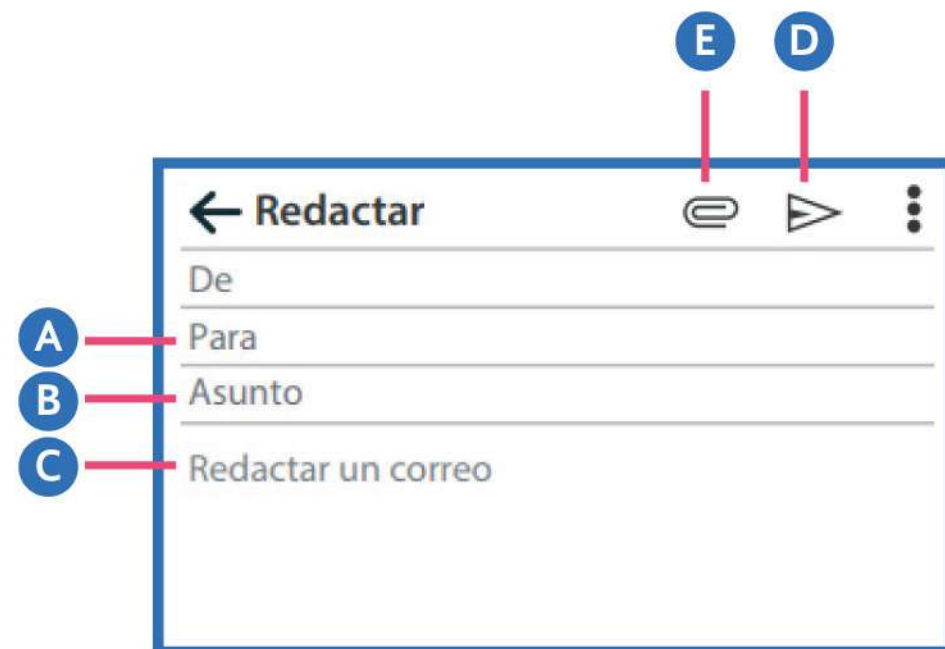 E D
Redactar
De
A Para
B Asunto
C Redactar un correo